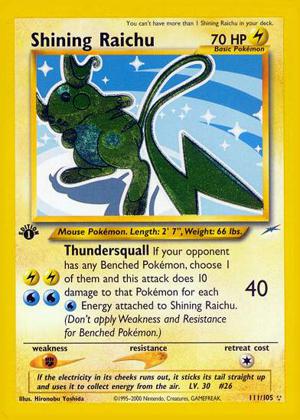 You can't have more than 1 Shining Raichu in your deck.
Shining Raichu
70 HP
Basic Pokémon
Mouse Pokémon. Length: 2' 7", Weight: 66 lbs.
EDITION
1
Thundersquall If your opponent
has any Benched Pokémon, choose 1
of them and this attack does 10
damage to that Pokémon for each
Energy attached to Shining Raichu.
(Don't apply Weakness and Resistance
for Benched Pokémon.)
40
weakness
resistance
retreat cost
If the electricity in its cheeks runs out, it sticks its tail
up and uses it to collect energy from the air. LV. 30 #26
Illus. Hironobu Yoshida
©1995-2000 Nintendo, Creatures, GAMEFREAK.
111/105